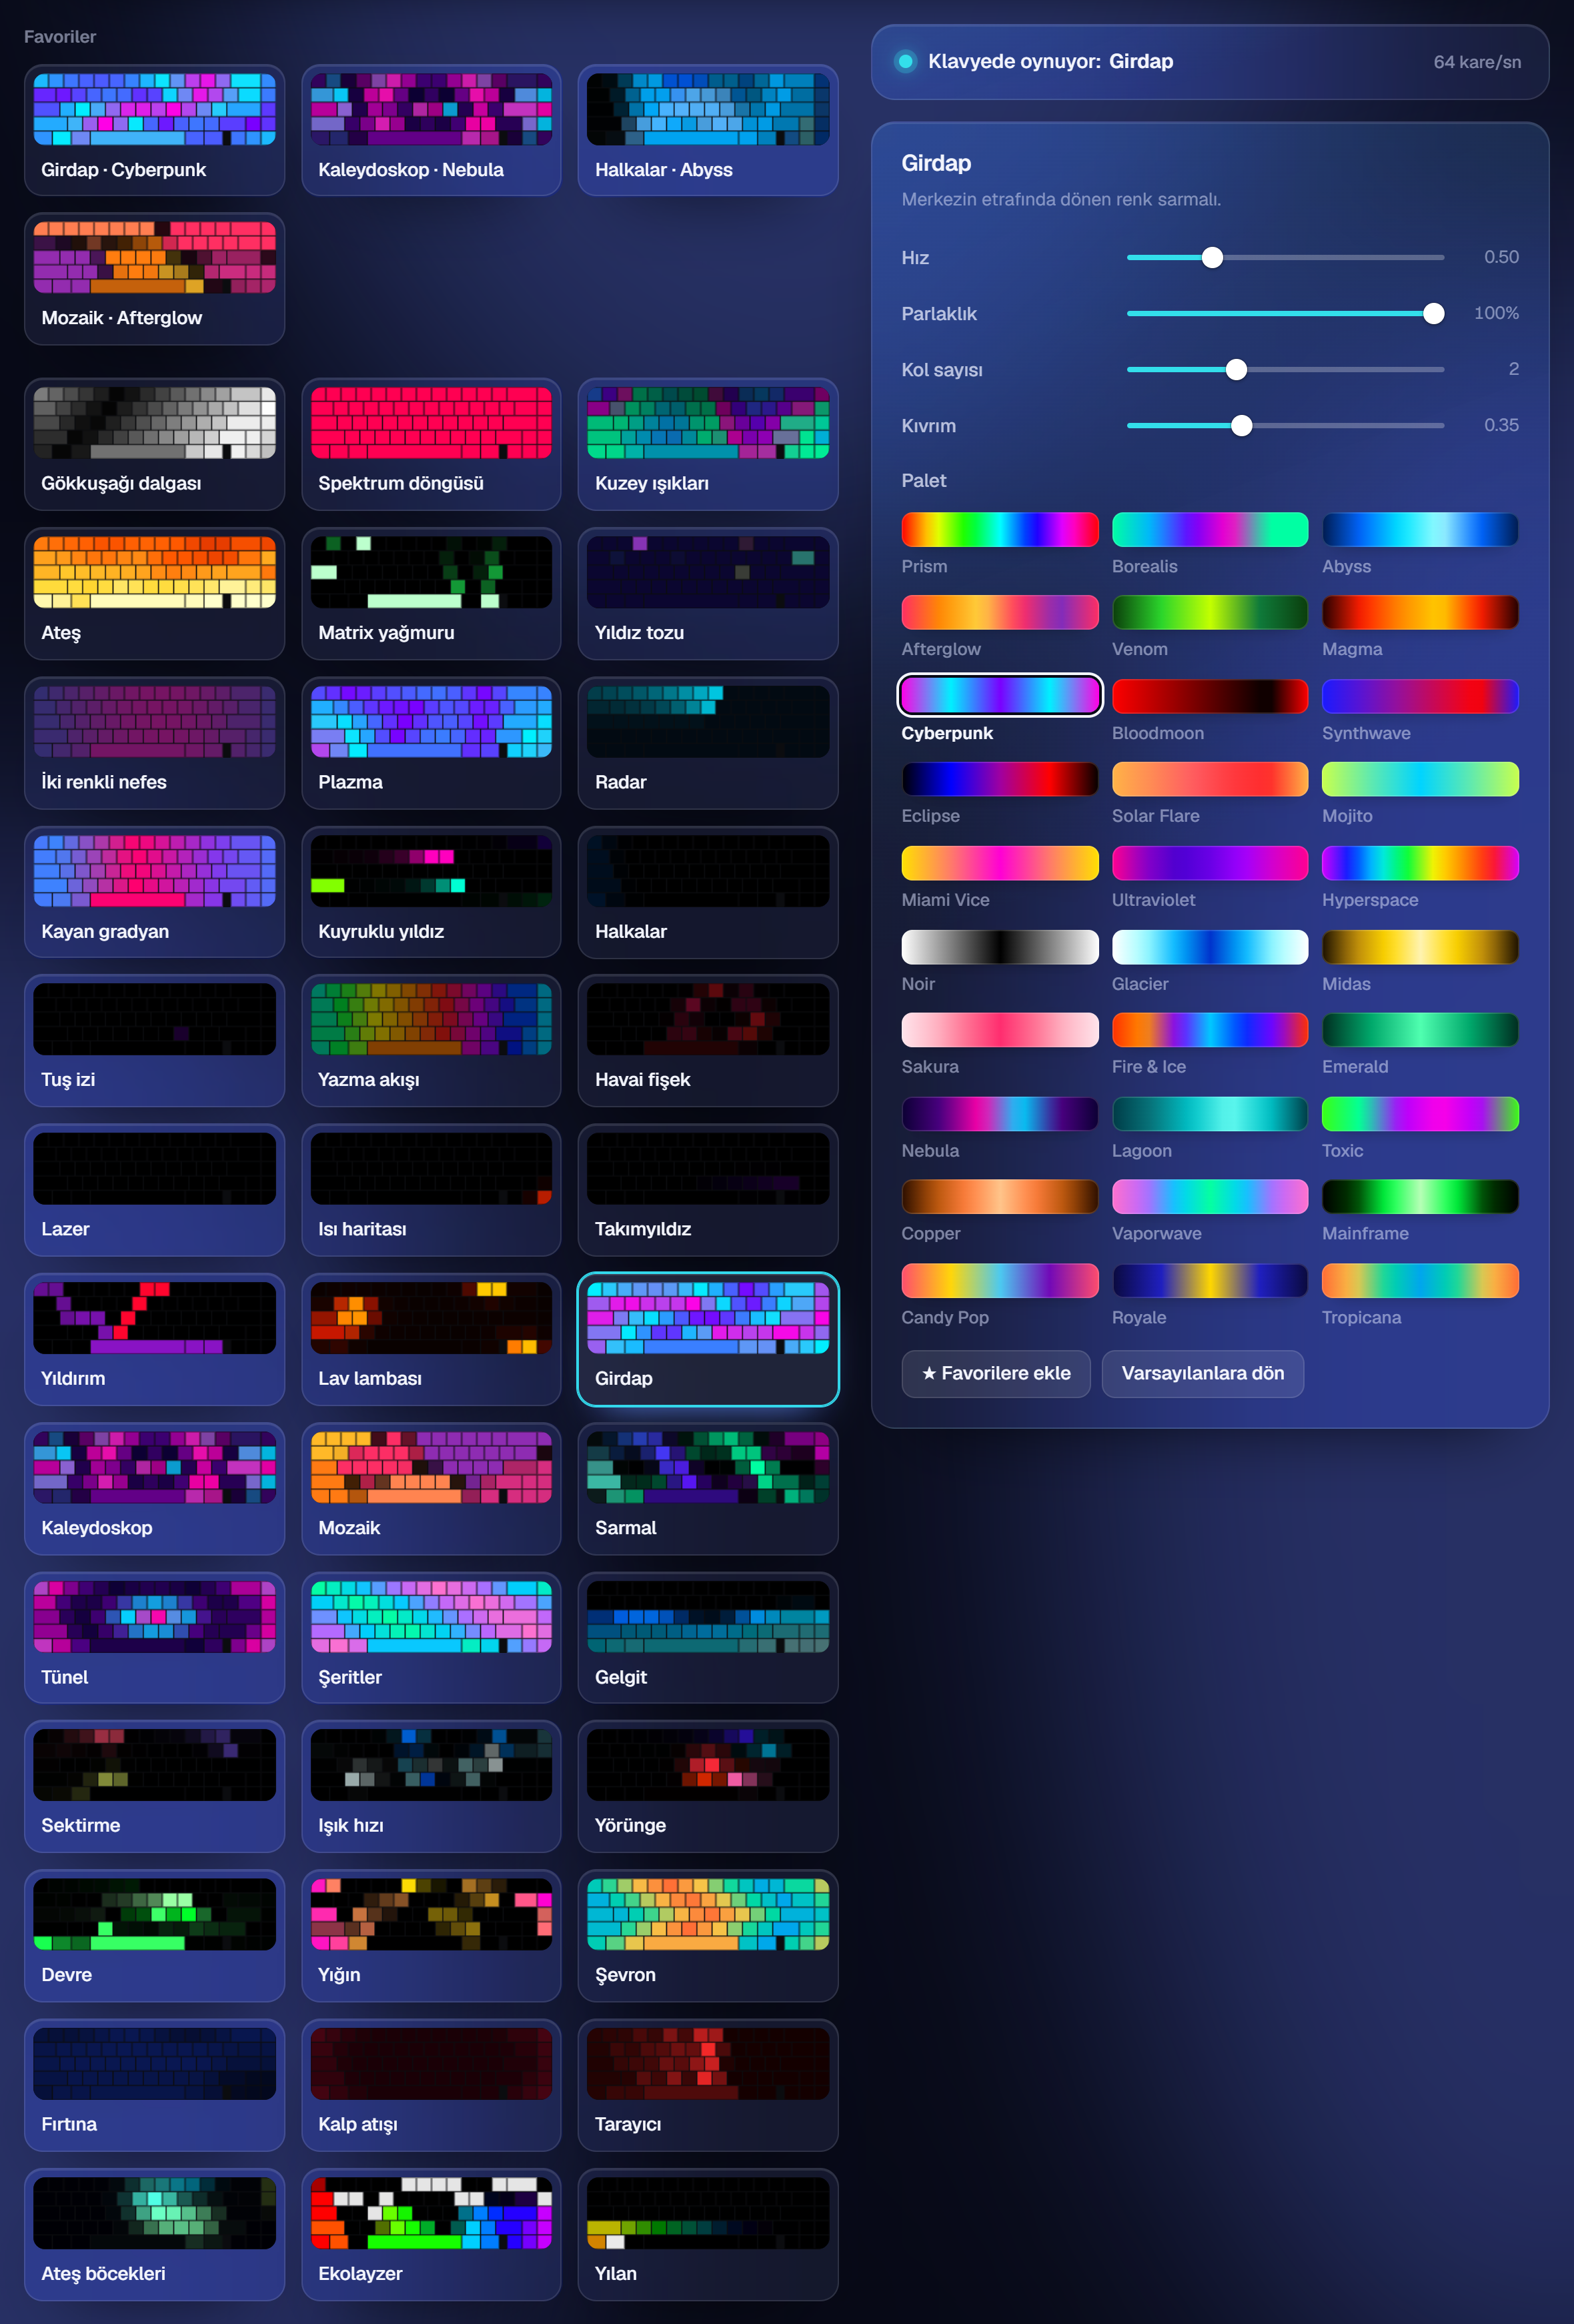 Favoriler
Girdap · Cyberpunk
Kaleydoskop · Nebula
Halkalar · Abyss
Mozaik · Afterglow
Gökkuşağı dalgası
Spektrum döngüsü
Kuzey ışıkları
Ateş
Matrix yağmuru
Yıldız tozu
İki renkli nefes
Plazma
Radar
Kayan gradyan
Kuyruklu yıldız
Halkalar
Tuş izi
Yazma akışı
Havai fişek
Lazer
Isı haritası
Takımyıldız
Yıldırım
Lav lambası
Girdap
Kaleydoskop
Mozaik
Sarmal
Tünel
Şeritler
Gelgit
Sektirme
Işık hızı
Yörünge
Devre
Yığın
Şevron
Fırtına
Kalp atışı
Tarayıcı
Ateş böcekleri
Ekolayzer
Yılan
Klavyede oynuyor: Girdap
64 kare/sn
Girdap
Merkezin etrafında dönen renk sarmalı.
Hız 0.50
Parlaklık 100%
Kol sayısı 2
Kıvrım 0.35
Palet
Prism
Borealis
Abyss
Afterglow
Venom
Magma
Cyberpunk
Bloodmoon
Synthwave
Eclipse
Solar Flare
Mojito
Miami Vice
Ultraviolet
Hyperspace
Noir
Glacier
Midas
Sakura
Fire & Ice
Emerald
Nebula
Lagoon
Toxic
Copper
Vaporwave
Mainframe
Candy Pop
Royale
Tropicana
★ Favorilere ekle
Varsayılanlara dön